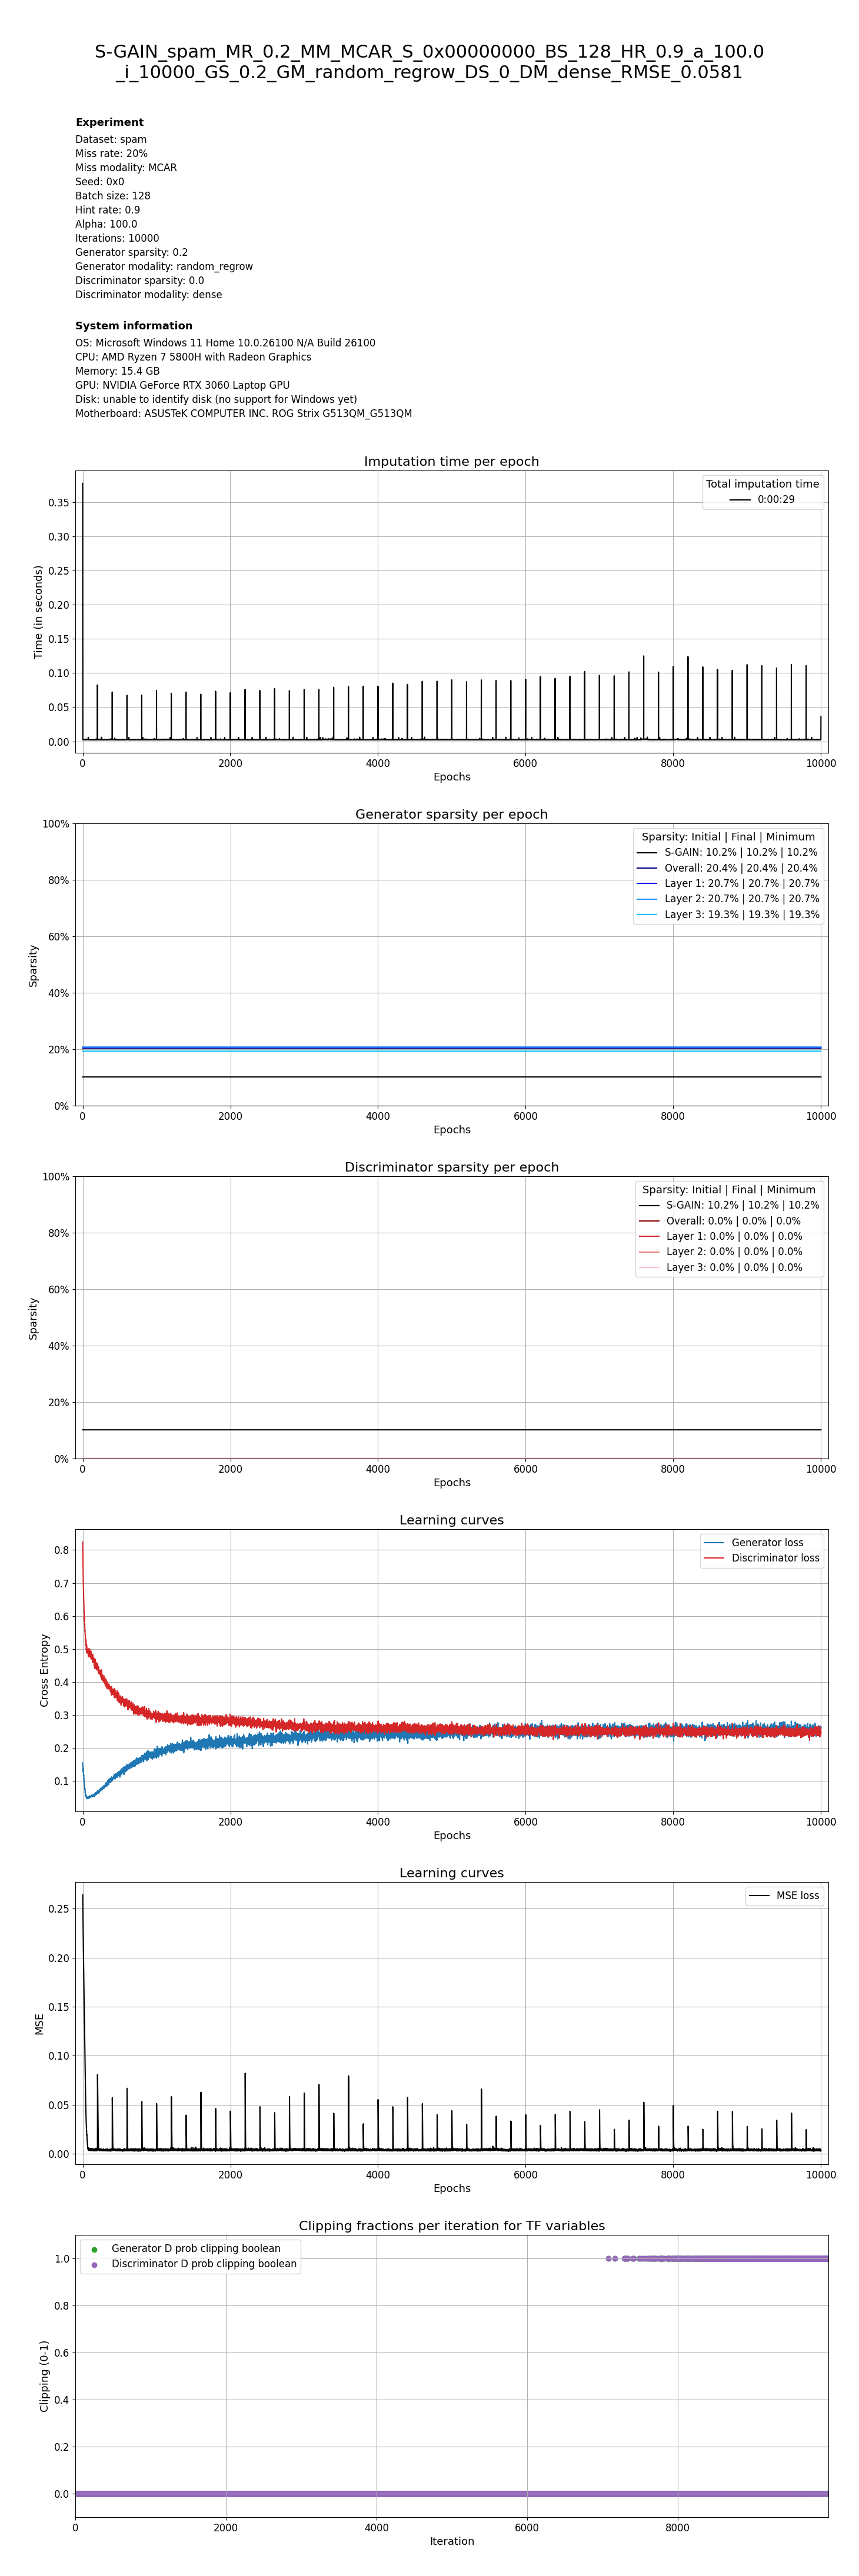 S-GAIN_spam_MR_0.2_MM_MCAR_S_0x00000000_BS_128_HR_0.9_a_100.0
_i_10000_GS_0.2_GM_random_regrow_DS_0_DM_dense_RMSE_0.0581
Experiment
Dataset: spam
Miss rate: 20%
Miss modality: MCAR
Seed: 0x0
Batch size: 128
Hint rate: 0.9
Alpha: 100.0
Iterations: 10000
Generator sparsity: 0.2
Generator modality: random_regrow
Discriminator sparsity: 0.0
Discriminator modality: dense
System information
OS: Microsoft Windows 11 Home 10.0.26100 N/A Build 26100
CPU: AMD Ryzen 7 5800H with Radeon Graphics
Memory: 15.4 GB
GPU: NVIDIA GeForce RTX 3060 Laptop GPU
Disk: unable to identify disk (no support for Windows yet)
Motherboard: ASUSTeK COMPUTER INC. ROG Strix G513QM_G513QM
Imputation time per epoch
Total imputation time
0:00:29
Time (in seconds)
0.35
0.30
0.25
0.20
0.15
0.10
0.05
0.00
0 2000 4000 6000 8000 10000
Epochs
Generator sparsity per epoch
Sparsity: Initial | Final | Minimum
S-GAIN: 10.2% | 10.2% | 10.2%
Overall: 20.4% | 20.4% | 20.4%
Layer 1: 20.7% | 20.7% | 20.7%
Layer 2: 20.7% | 20.7% | 20.7%
Layer 3: 19.3% | 19.3% | 19.3%
Sparsity
100%
80%
60%
40%
20%
0%
0 2000 4000 6000 8000 10000
Epochs
Discriminator sparsity per epoch
Sparsity: Initial | Final | Minimum
S-GAIN: 10.2% | 10.2% | 10.2%
Overall: 0.0% | 0.0% | 0.0%
Layer 1: 0.0% | 0.0% | 0.0%
Layer 2: 0.0% | 0.0% | 0.0%
Layer 3: 0.0% | 0.0% | 0.0%
Sparsity
100%
80%
60%
40%
20%
0%
0 2000 4000 6000 8000 10000
Epochs
Learning curves
Generator loss
Discriminator loss
Cross Entropy
0.8
0.7
0.6
0.5
0.4
0.3
0.2
0.1
0 2000 4000 6000 8000 10000
Epochs
Learning curves
MSE loss
MSE
0.25
0.20
0.15
0.10
0.05
0.00
0 2000 4000 6000 8000 10000
Epochs
Clipping fractions per iteration for TF variables
Generator D prob clipping boolean
Discriminator D prob clipping boolean
Clipping (0-1)
1.0
0.8
0.6
0.4
0.2
0.0
0 2000 4000 6000 8000
Iteration